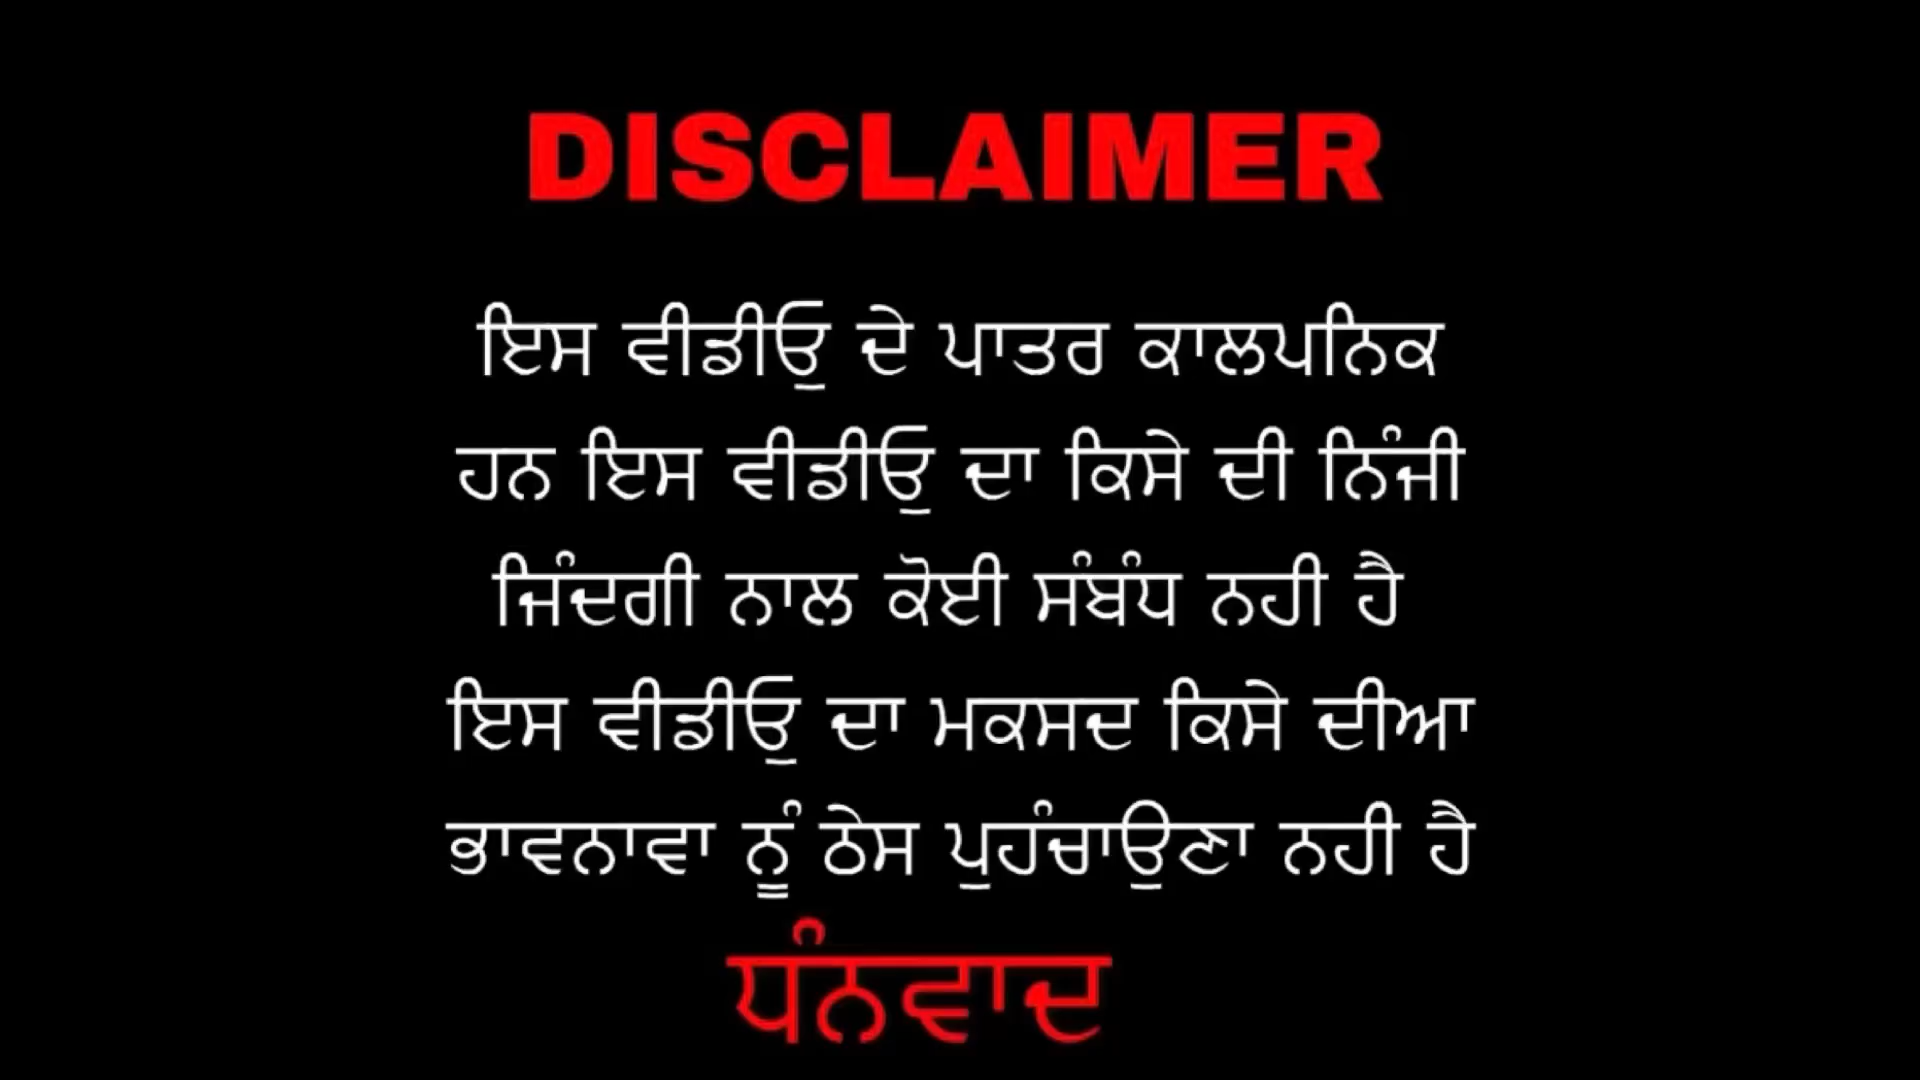 DISCLAIMER
ਇਸ ਵੀਡੀਓੁ ਦੇ ਪਾਤਰ ਕਾਲਪਨਿਕ
ਹਨ ਇਸ ਵੀਡੀਓੁ ਦਾ ਕਿਸੇ ਦੀ ਨਿੰਜੀ
ਜਿੰਦਗੀ ਨਾਲ ਕੋਈ ਸੰਬੰਧ ਨਹੀ ਹੈ
ਇਸ ਵੀਡੀਓੁ ਦਾ ਮਕਸਦ ਕਿਸੇ ਦੀਆ
ਭਾਵਨਾਵਾ ਨੂੰ ਠੇਸ ਪੁਹੰਚਾਉਣਾ ਨਹੀ ਹੈ
ਧੰਨਵਾਦ